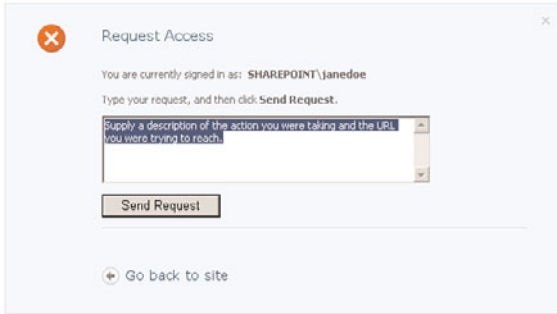 Request Access
You are currently signed in as: SHAREPOINT\janedoe
Type your request, and then click Send Request.
Supply a description of the action you were taking and the URL
you were trying to reach.
Send Request
Go back to site